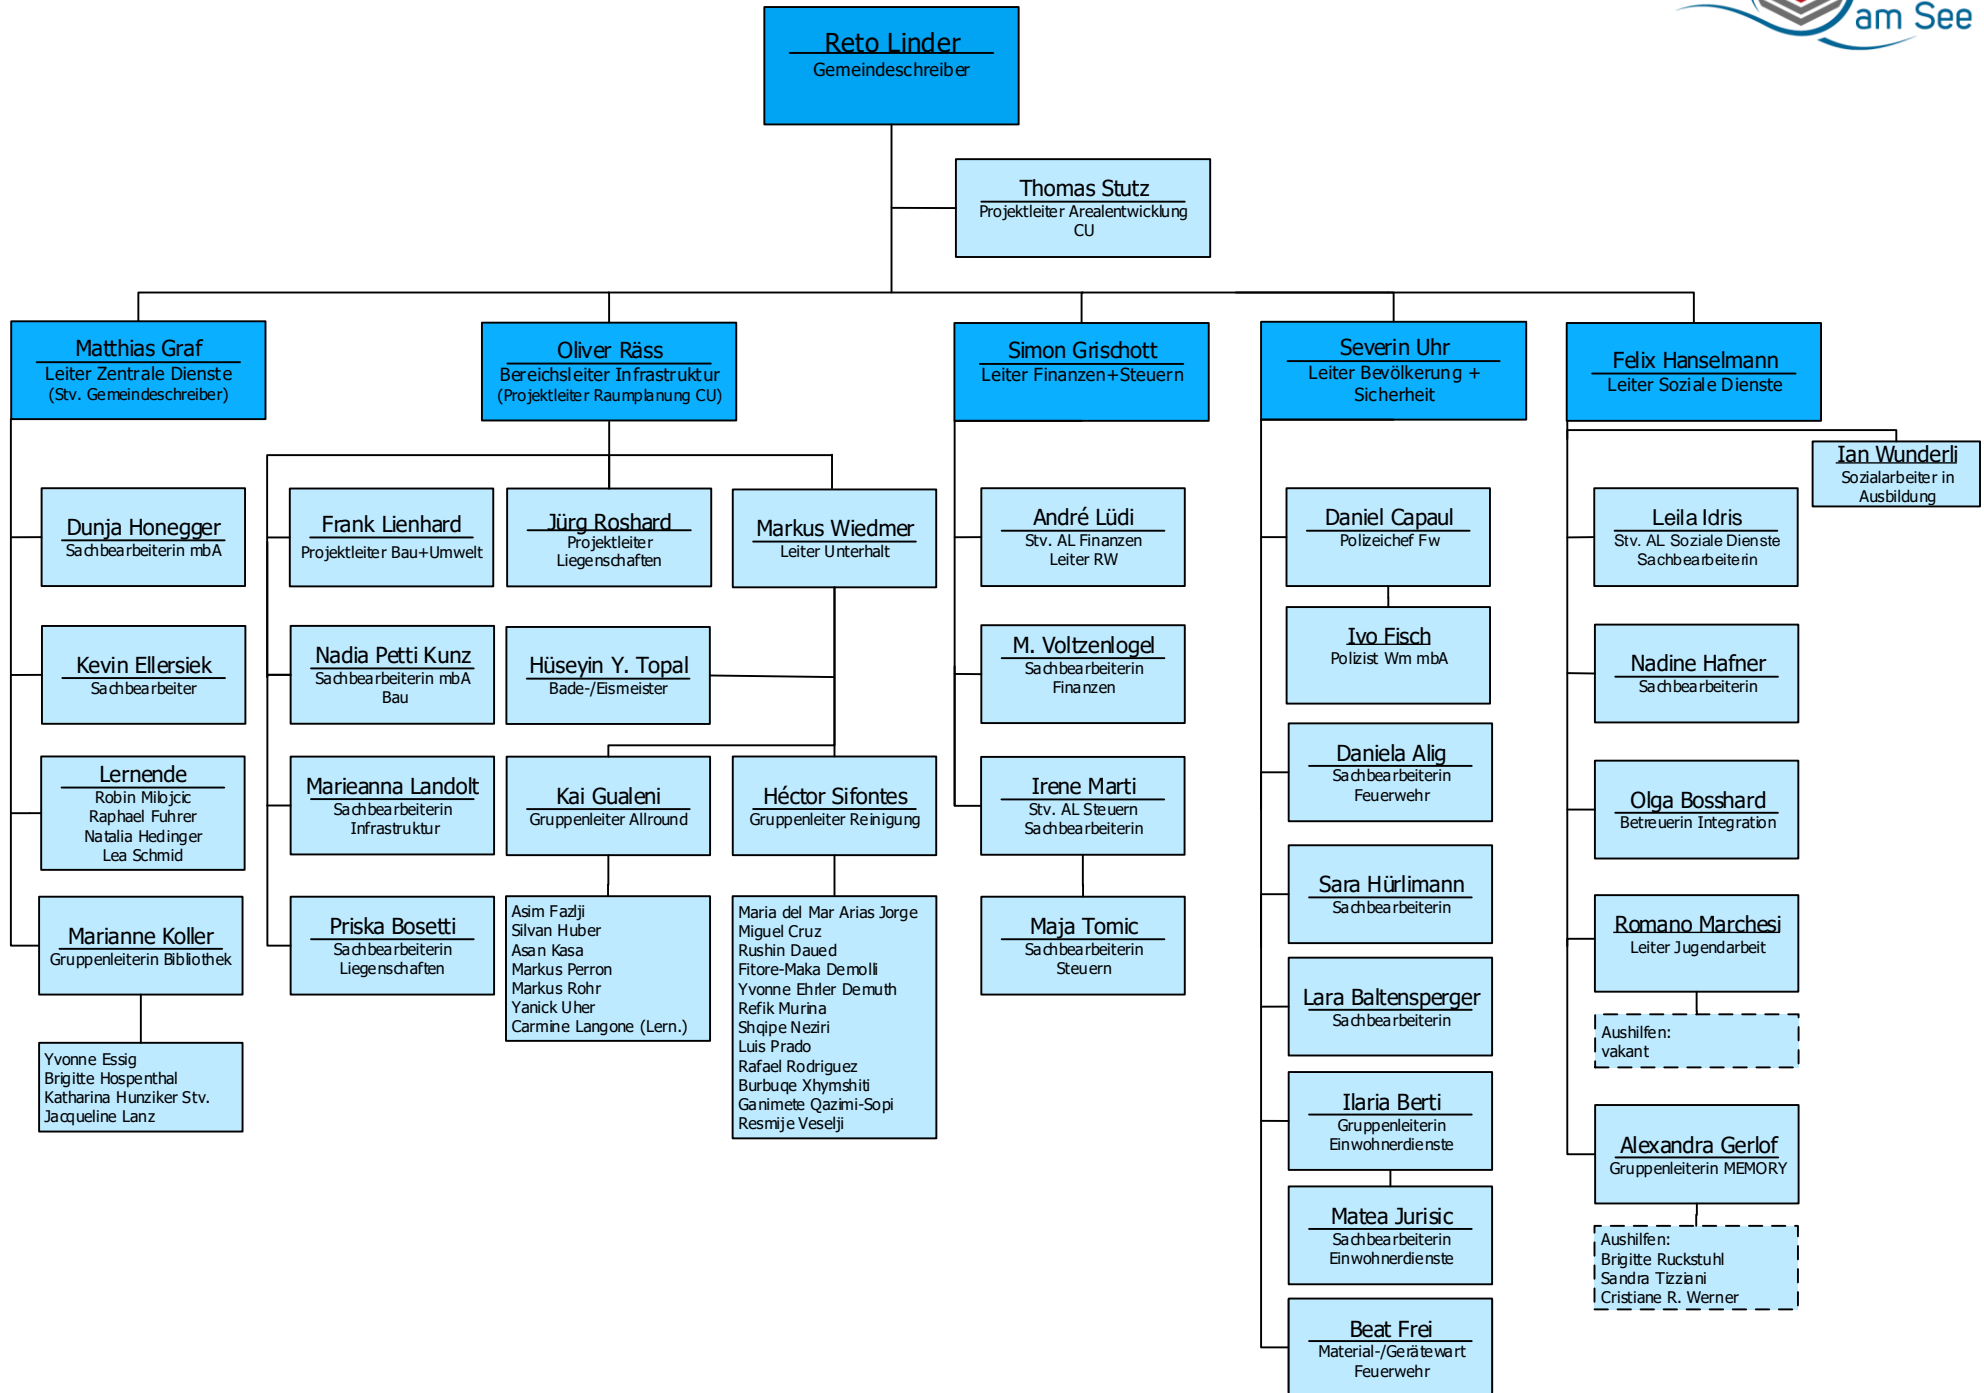 am See
Reto Linder
Gemeindeschreiber
Thomas Stutz
Projektleiter Arealentwicklung
CU
Matthias Graf
Leiter Zentrale Dienste
(Stv. Gemeindeschreiber)
Dunja Honegger
Sachbearbeiterin mbA
Kevin Ellersiek
Sachbearbeiter
Lernende
Robin Milojcic
Raphael Fuhrer
Natalia Hedinger
Lea Schmid
Marianne Koller
Gruppenleiterin Bibliothek
Yvonne Essig
Brigitte Hospenthal
Katharina Hunziker Stv.
Jacqueline Lanz
Oliver Räss
Bereichsleiter Infrastruktur
(Projektleiter Raumplanung CU)
Frank Lienhard
Projektleiter Bau+Umwelt
Nadia Petti Kunz
Sachbearbeiterin mbA
Bau
Marieanna Landolt
Sachbearbeiterin
Infrastruktur
Priska Bosetti
Sachbearbeiterin
Liegenschaften
Jürg Roshard
Projektleiter
Liegenschaften
Markus Wiedmer
Leiter Unterhalt
Hüseyin Y. Topal
Bade-/Eismeister
Kai Gualeni
Gruppenleiter Allround
Asim Fazlji
Silvan Huber
Asan Kasa
Markus Perron
Markus Rohr
Yanick Uher
Carmine Langone (Lern.)
Héctor Sifontes
Gruppenleiter Reinigung
Maria del Mar Arias Jorge
Miguel Cruz
Rushin Daued
Fitore-Maka Demolli
Yvonne Ehrler Demuth
Refik Murina
Shqipe Neziri
Luis Prado
Rafael Rodriguez
Burbuqe Xhymshiti
Ganimete Qazimi-Sopi
Resmije Veselji
Simon Grischott
Leiter Finanzen+Steuern
André Lüdi
Stv. AL Finanzen
Leiter RW
M. Voltzenlogel
Sachbearbeiterin
Finanzen
Irene Marti
Stv. AL Steuern
Sachbearbeiterin
Maja Tomic
Sachbearbeiterin
Steuern
Severin Uhr
Leiter Bevölkerung +
Sicherheit
Daniel Capaul
Polizeichef Fw
Ivo Fisch
Polizist Wm mbA
Daniela Alig
Sachbearbeiterin
Feuerwehr
Sara Hürlimann
Sachbearbeiterin
Lara Baltensperger
Sachbearbeiterin
Ilaria Berti
Gruppenleiterin
Einwohnerdienste
Matea Jurisic
Sachbearbeiterin
Einwohnerdienste
Beat Frei
Material-/Gerätewart
Feuerwehr
Felix Hanselmann
Leiter Soziale Dienste
Ian Wunderli
Sozialarbeiter in
Ausbildung
Leila Idris
Stv. AL Soziale Dienste
Sachbearbeiterin
Nadine Hafner
Sachbearbeiterin
Olga Bosshard
Betreuerin Integration
Romano Marchesi
Leiter Jugendarbeit
Aushilfen:
vakant
Alexandra Gerlof
Gruppenleiterin MEMORY
Aushilfen:
Brigitte Ruckstuhl
Sandra Tizziani
Cristiane R. Werner